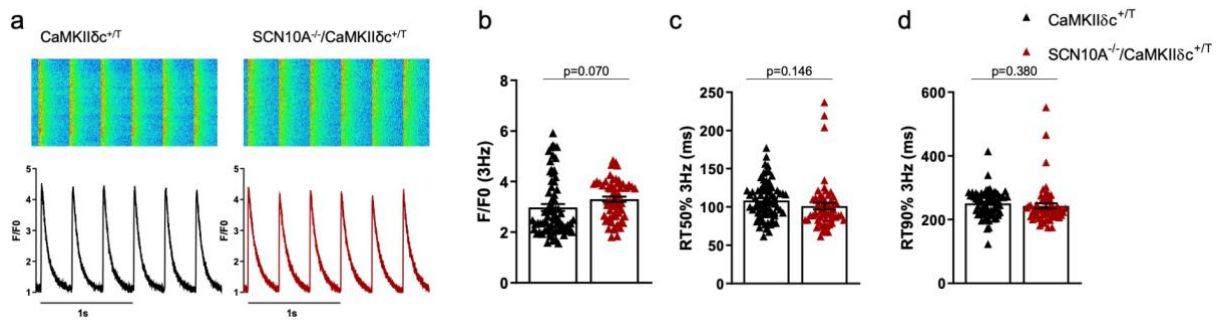 a
CaMKIIδc+/T
SCN10A-/-/CaMKIIδc+/T
F/F0
5
4
3
2
1
1s
F/F0
5
4
3
2
1
1s
b
p=0.070
F/F0 (3Hz)
8
6
4
2
0
c
p=0.146
RT50% 3Hz (ms)
250
200
150
100
50
0
d
CaMKIIδc+/T
SCN10A-/-/CaMKIIδc+/T
p=0.380
RT90% 3Hz (ms)
600
400
200
0